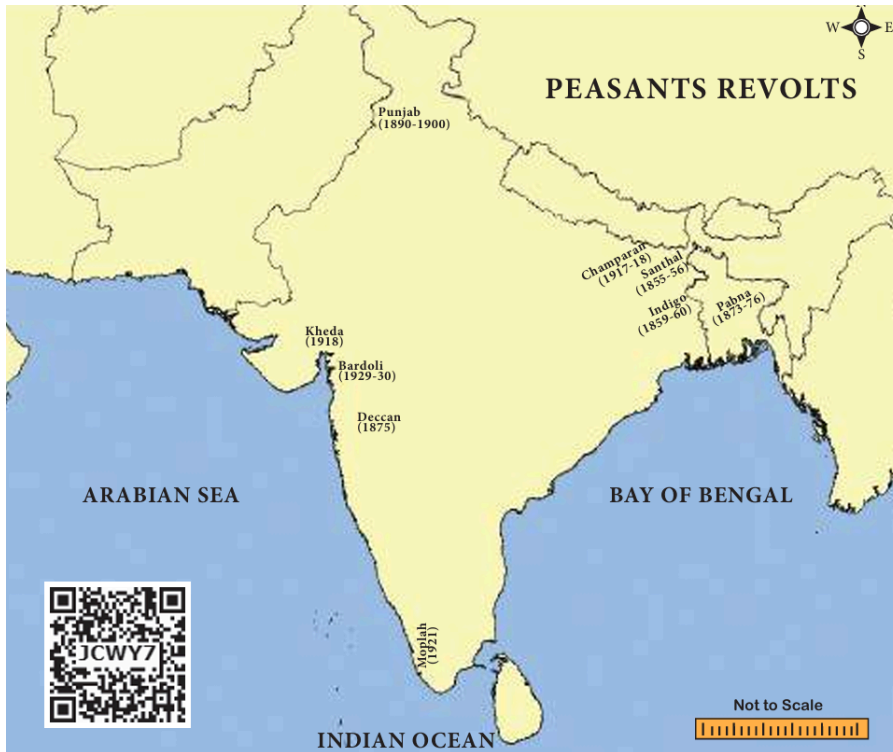 N
W E
S
PEASANTS REVOLTS
Punjab
(1890-1900)
Champaran
(1917-18)
Santhal
(1855-56)
Indigo
(1859-60)
Pabna
(1873-76)
Kheda
(1918)
Bardoli
(1929-30)
Deccan
(1875)
ARABIAN SEA
BAY OF BENGAL
JCWY7
Moplah
(1921)
Not to Scale
INDIAN OCEAN